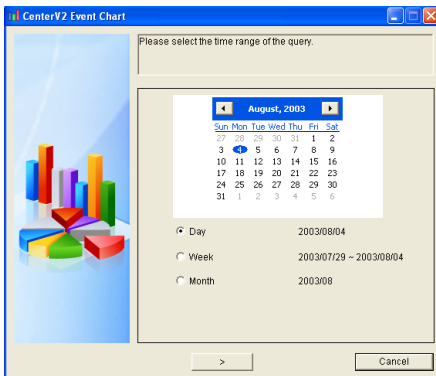 CenterV2 Event Chart
Please select the time range of the query.
August, 2003
Sun Mon Tue Wed Thu Fri Sat
27 28 29 30 31 1 2
3 4 5 6 7 8 9
10 11 12 13 14 15 16
17 18 19 20 21 22 23
24 25 26 27 28 29 30
31 1 2 3 4 5 6
Day 2003/08/04
Week 2003/07/29 ~ 2003/08/04
Month 2003/08
> Cancel